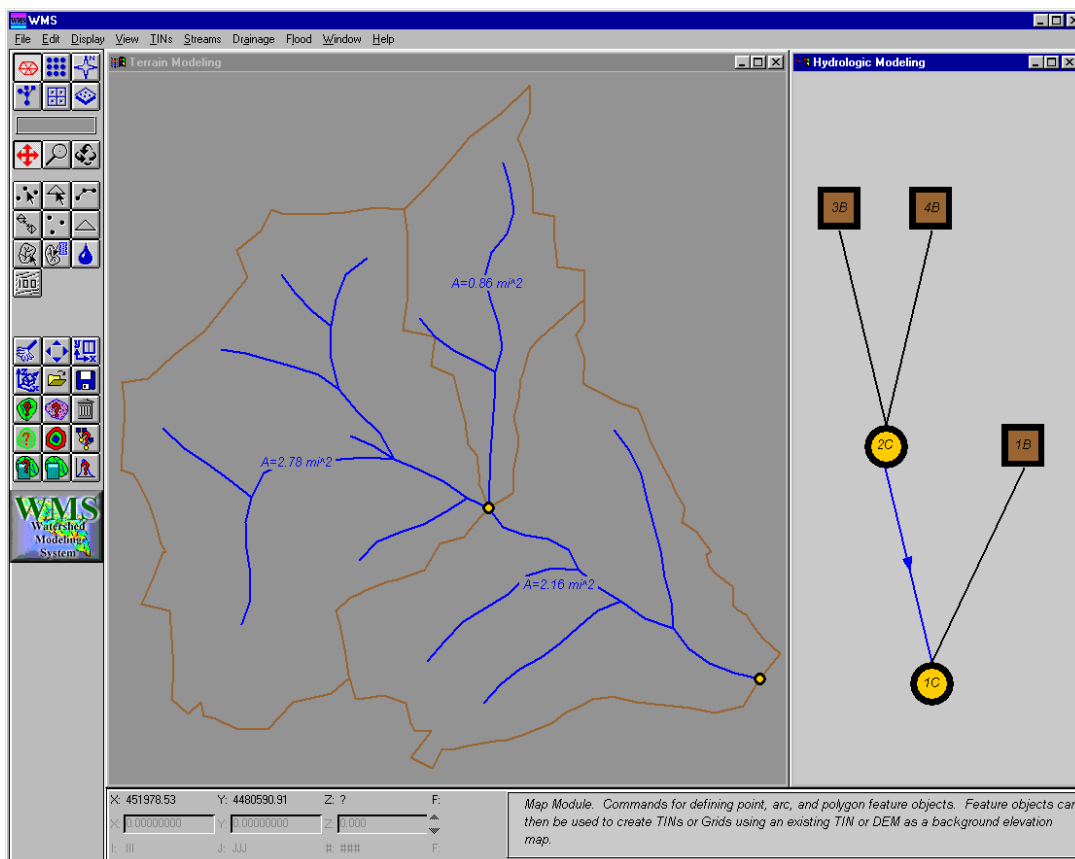 WMS
File Edit Display View TINs Streams Drainage Flood Window Help
Terrain Modeling
Hydrologic Modeling
3B
4B
A=0.86 mi^2
2C
1B
A=2.78 mi^2
WMS
Watershed
Modeling
System
A=2.16 mi^2
1C
X: 451978.53 Y: 4480590.91 Z: ? F:
X: 0.00000000 Y: 0.00000000 Z: 0.000
I: III J: JJJ #: ### F:
Map Module. Commands for defining point, arc, and polygon feature objects. Feature objects can
then be used to create TINs or Grids using an existing TIN or DEM as a background elevation
map.